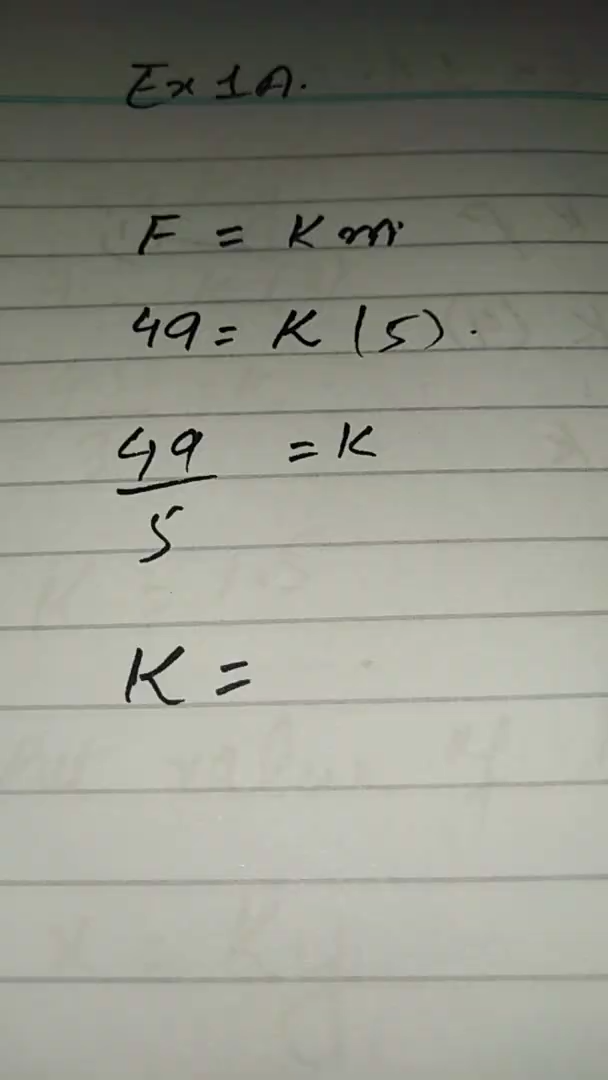 Ex 1A.
F = Km
49 = K (5).
49/5 = K
K =